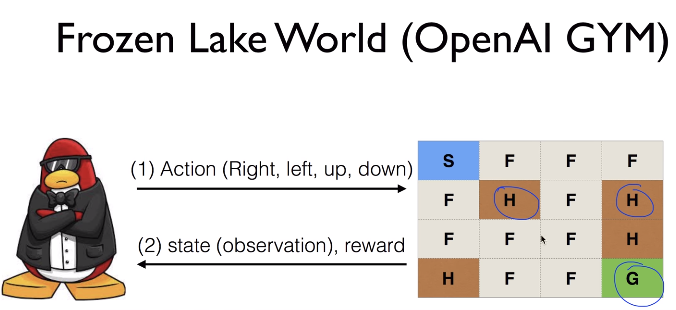 Frozen Lake World (OpenAI GYM)
(1) Action (Right, left, up, down)
(2) state (observation), reward
S F F F
F H F H
F F F H
H F F G